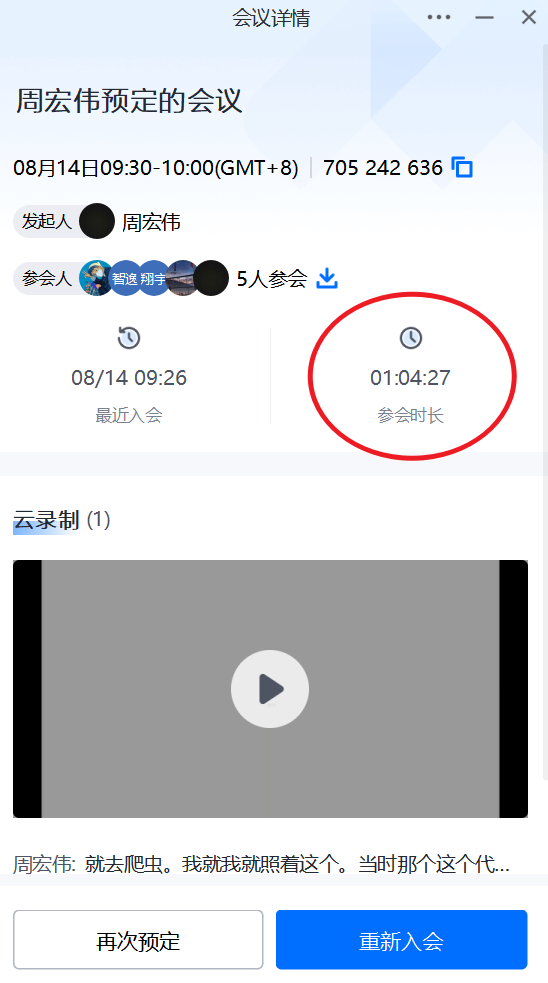 会议详情
周宏伟预定的会议
08月14日09:30-10:00(GMT+8) 705 242 636
发起人 周宏伟
参会人 智逸 翔宇 5人参会
08/14 09:26
最近入会
01:04:27
参会时长
云录制 (1)
周宏伟: 就去爬虫。我就我就照着这个。当时那个这个代...
再次预定
重新入会